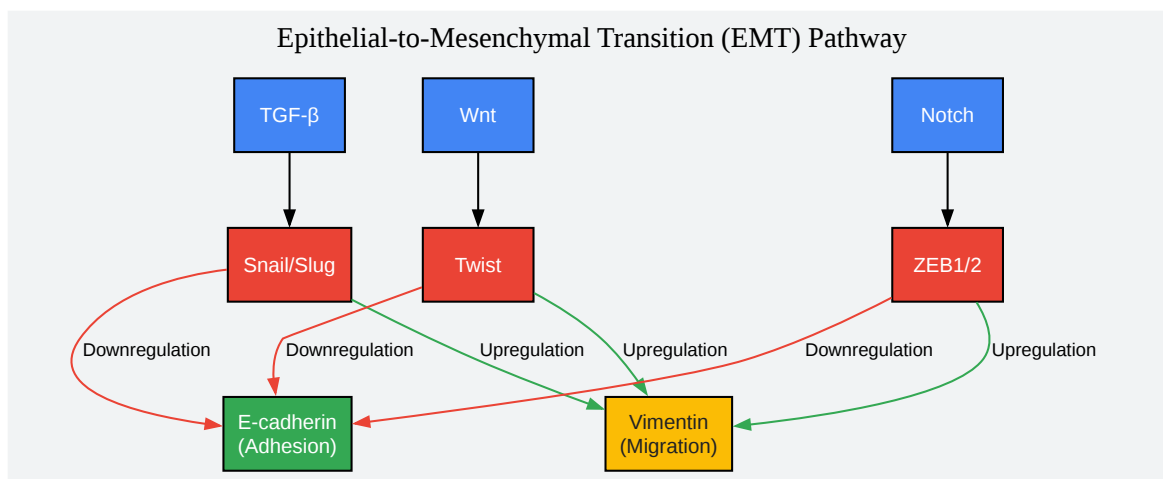 Epithelial-to-Mesenchymal Transition (EMT) Pathway
TGF-β
Wnt
Notch
Snail/Slug
Twist
ZEB1/2
Downregulation
Downregulation
Upregulation
Upregulation
Downregulation
Upregulation
E-cadherin
(Adhesion)
Vimentin
(Migration)